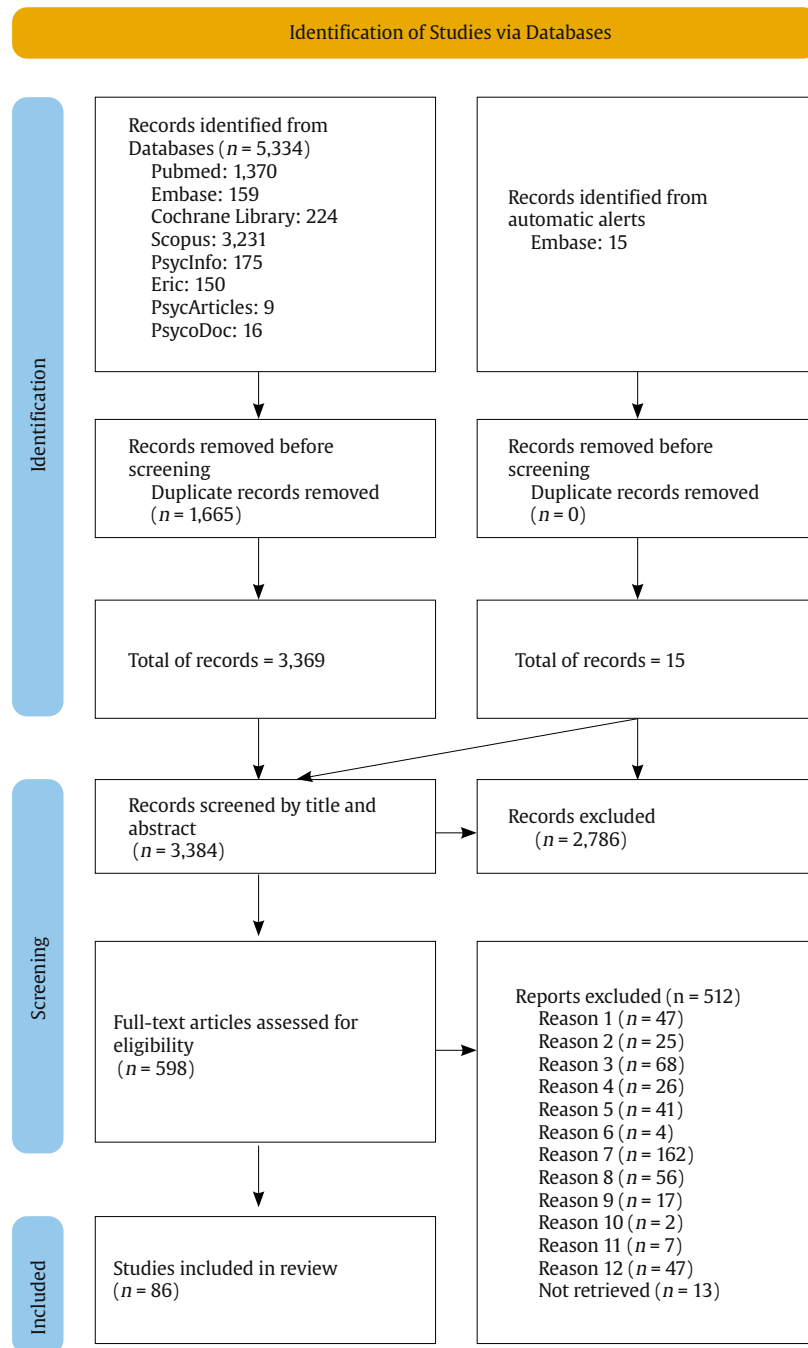 Identification of Studies via Databases
Identification
Records identified from
Databases (n = 5,334)
Pubmed: 1,370
Embase: 159
Cochrane Library: 224
Scopus: 3,231
PsycInfo: 175
Eric: 150
PsycArticles: 9
PsycoDoc: 16
Records identified from
automatic alerts
Embase: 15
Records removed before
screening
Duplicate records removed
(n = 1,665)
Records removed before
screening
Duplicate records removed
(n = 0)
Total of records = 3,369
Total of records = 15
Screening
Records screened by title and
abstract
(n = 3,384)
Records excluded
(n = 2,786)
Full-text articles assessed for
eligibility
(n = 598)
Reports excluded (n = 512)
Reason 1 (n = 47)
Reason 2 (n = 25)
Reason 3 (n = 68)
Reason 4 (n = 26)
Reason 5 (n = 41)
Reason 6 (n = 4)
Reason 7 (n = 162)
Reason 8 (n = 56)
Reason 9 (n = 17)
Reason 10 (n = 2)
Reason 11 (n = 7)
Reason 12 (n = 47)
Not retrieved (n = 13)
Included
Studies included in review
(n = 86)